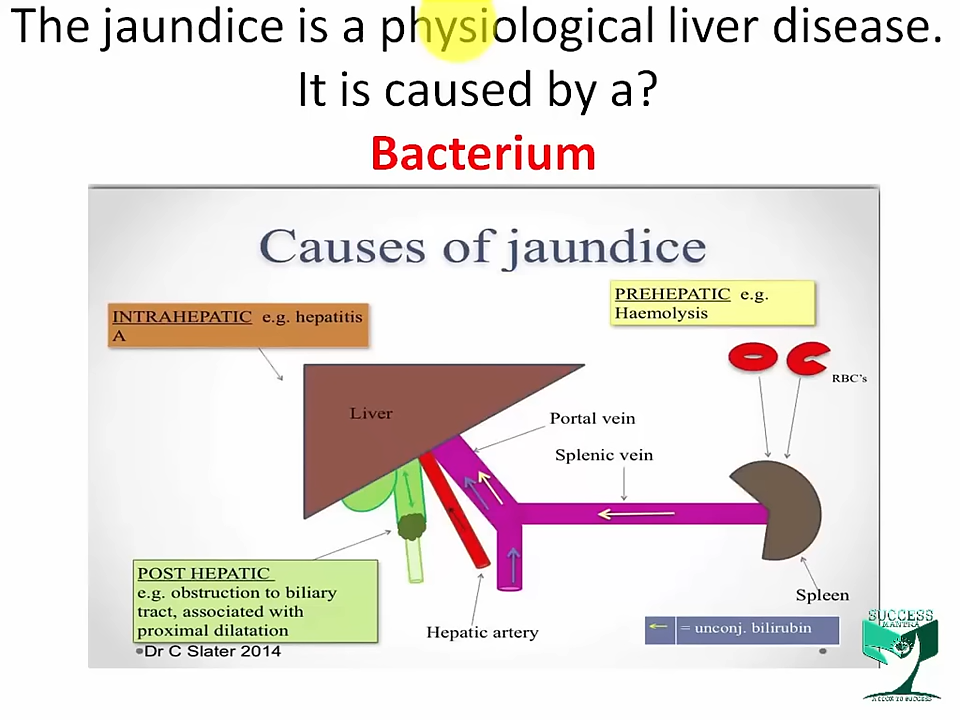 The jaundice is a physiological liver disease.
It is caused by a?
Bacterium
Causes of jaundice
INTRAHEPATIC e.g. hepatitis
A
PREHEPATIC e.g.
Haemolysis
RBC's
Liver
Portal vein
Splenic vein
POST HEPATIC
e.g. obstruction to biliary
tract, associated with
proximal dilatation
Hepatic artery
Spleen
= unconj. bilirubin
Dr C Slater 2014
SUCCESS
MANTRA